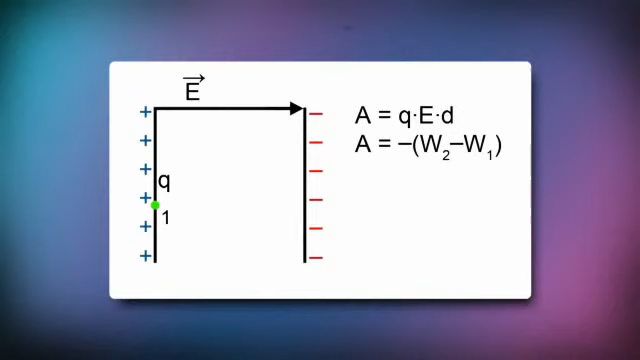 E
A = q·E·d
A = –(W₂–W₁)
+ –
+ –
+ –
q
+ –
1
+ –
+ –